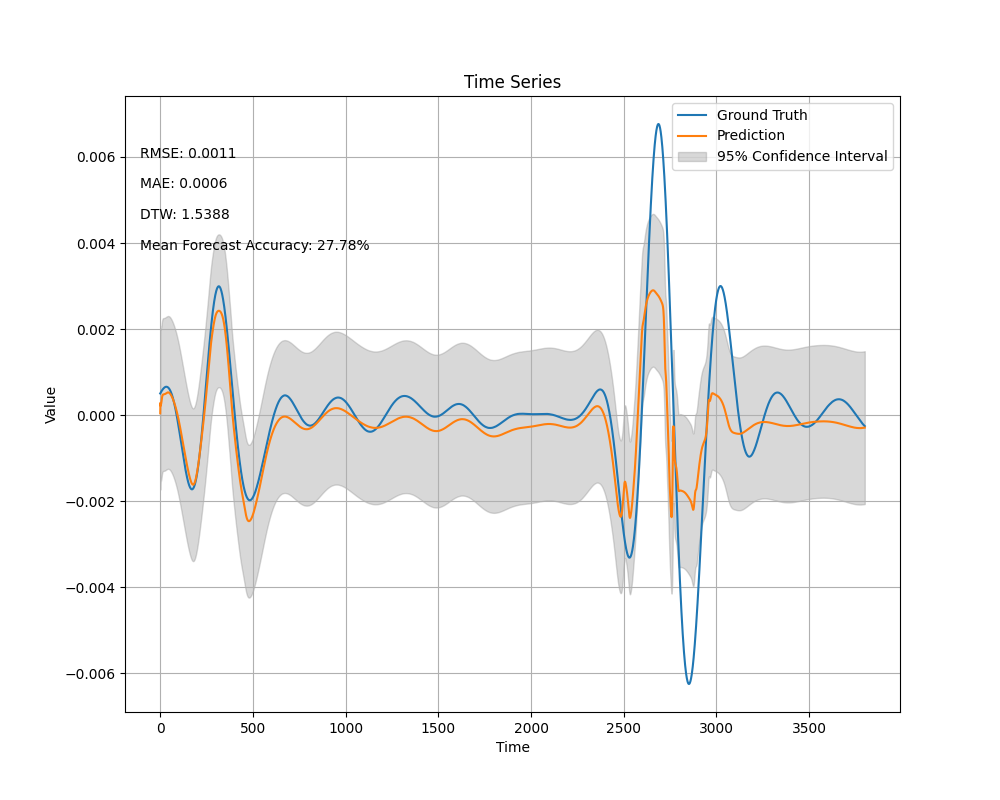 Time Series
Ground Truth
Prediction
95% Confidence Interval
RMSE: 0.0011
MAE: 0.0006
DTW: 1.5388
Mean Forecast Accuracy: 27.78%
Value
0.006
0.004
0.002
0.000
−0.002
−0.004
−0.006
0 500 1000 1500 2000 2500 3000 3500
Time